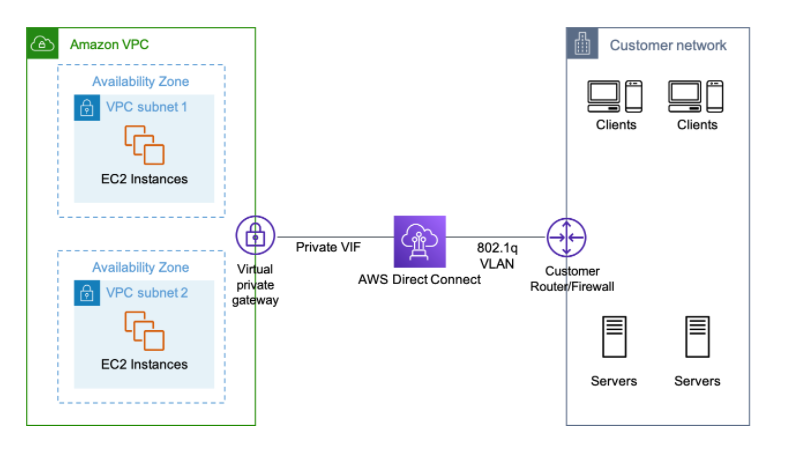 Amazon VPC
Availability Zone
VPC subnet 1
EC2 Instances
Availability Zone
VPC subnet 2
EC2 Instances
Virtual
private
gateway
Private VIF
AWS Direct Connect
802.1q
VLAN
Customer
Router/Firewall
Customer network
Clients
Clients
Servers
Servers